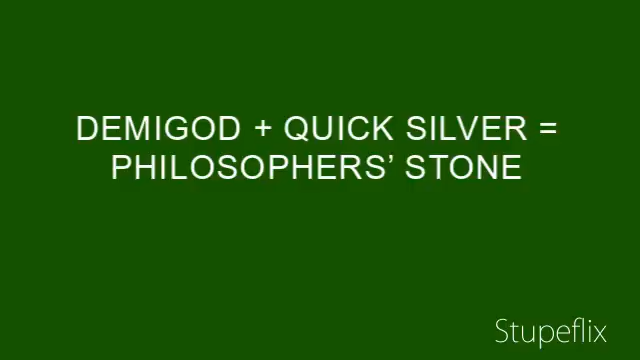 DEMIGOD + QUICK SILVER =
PHILOSOPHERS’ STONE
Stupeflix